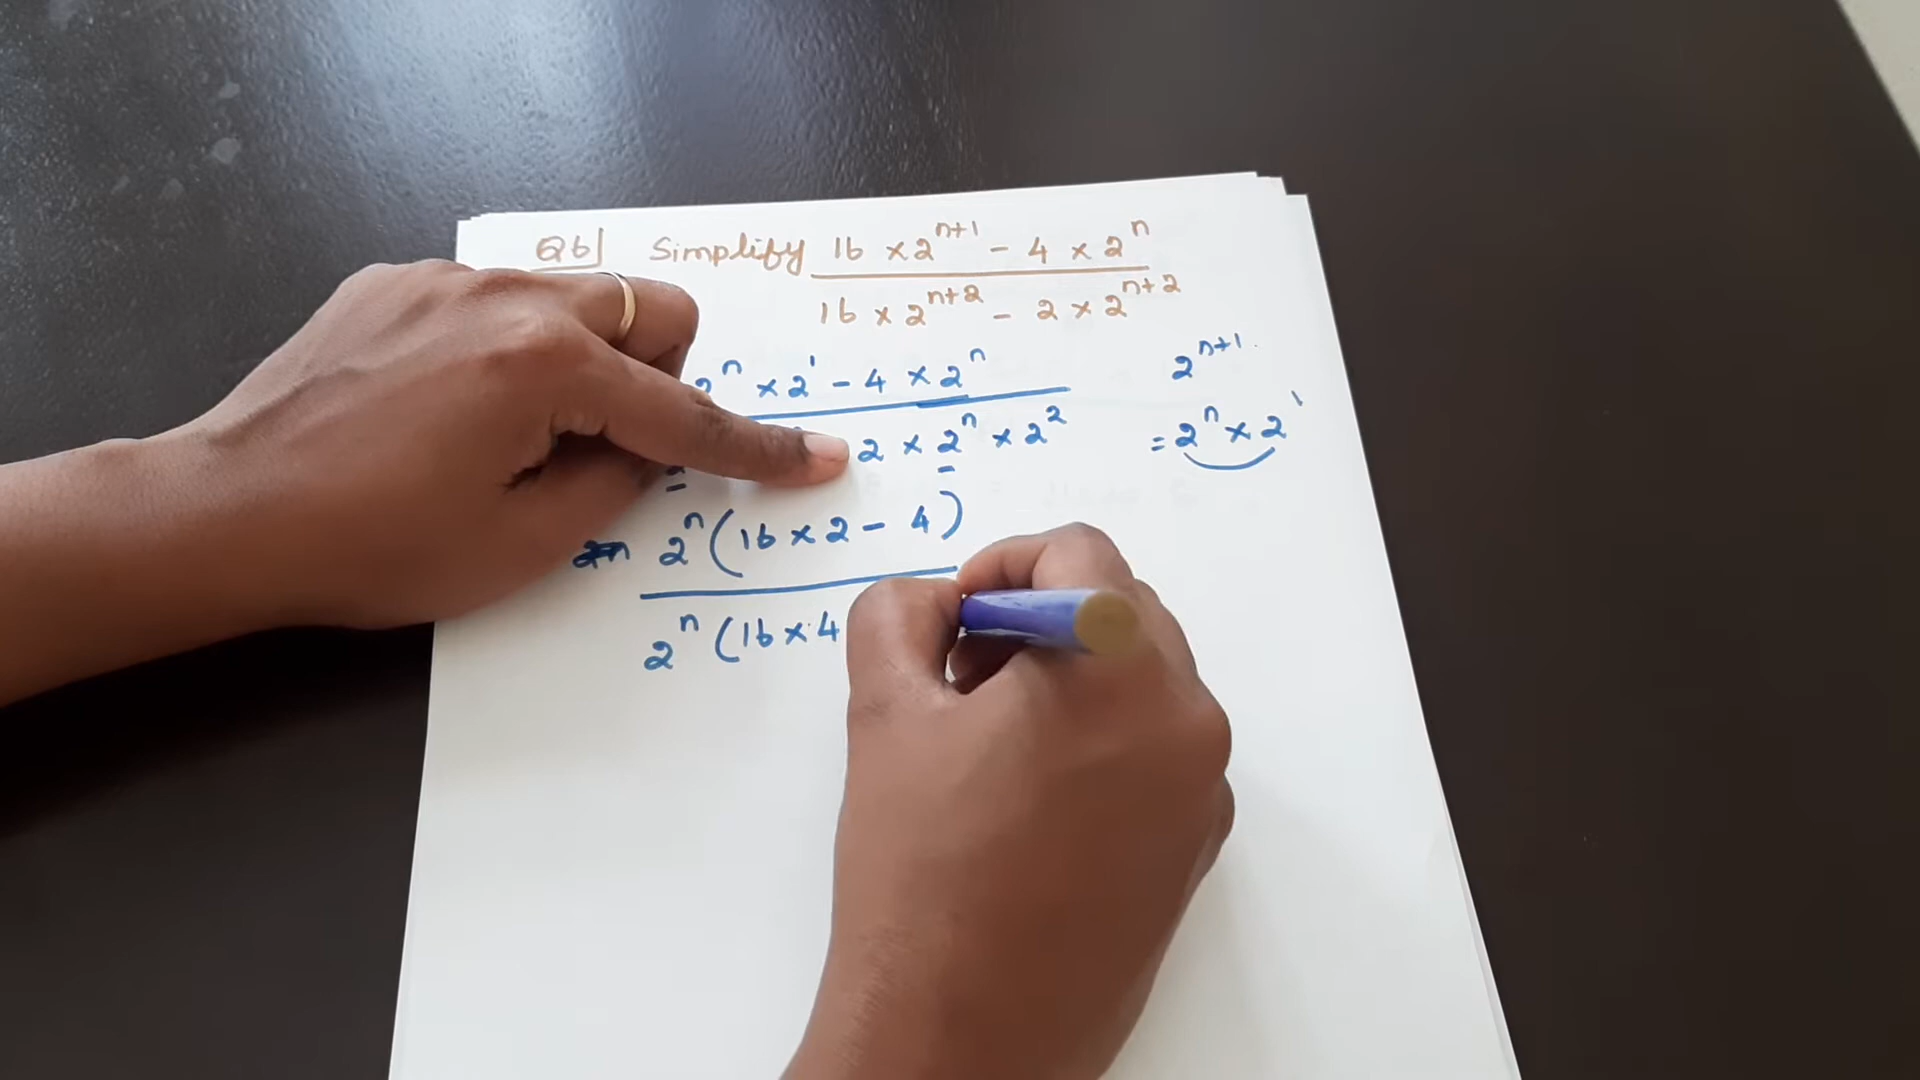 Q6) Simplify 16 × 2^{n+1} - 4 × 2^n
16 × 2^{n+2} - 2 × 2^{n+2}
2^n × 2^1 - 4 × 2^n
2 × 2^n × 2^2
2^n (16 × 2 - 4)
2^n (16 × 4
2^{n+1}
= 2^n × 2^1